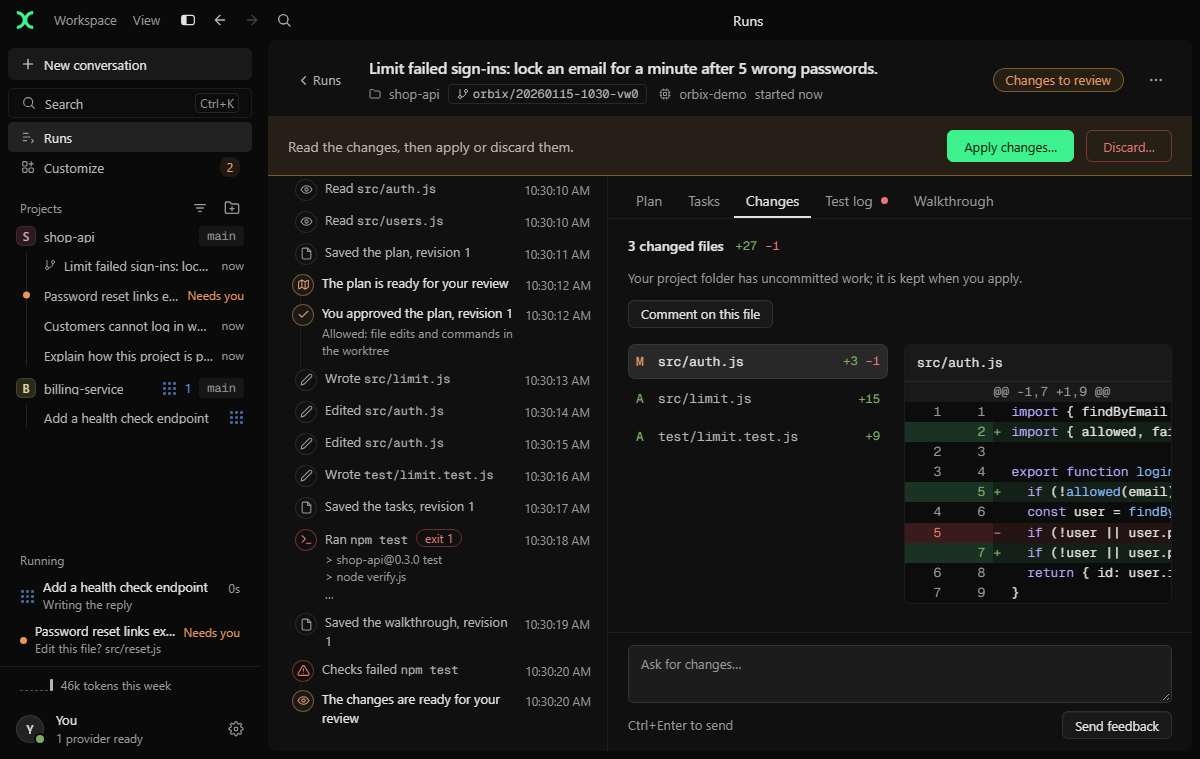 Workspace View
Runs
New conversation
Search Ctrl+K
Runs
Customize 2
Projects
S shop-api main
Limit failed sign-ins: loc... now
Password reset links e... Needs you
Customers cannot log in w... now
Explain how this project is p... now
B billing-service 1 main
Add a health check endpoint
Running
Add a health check endpoint 0s
Writing the reply
Password reset links ex... Needs you
Edit this file? src/reset.js
46k tokens this week
Y You
1 provider ready
Runs
Limit failed sign-ins: lock an email for a minute after 5 wrong passwords.
shop-api orbix/20260115-1030-vw0 orbix-demo started now
Changes to review
Read the changes, then apply or discard them.
Apply changes...
Discard...
Read src/auth.js 10:30:10 AM
Read src/users.js 10:30:10 AM
Saved the plan, revision 1 10:30:11 AM
The plan is ready for your review 10:30:12 AM
You approved the plan, revision 1 10:30:12 AM
Allowed: file edits and commands in
the worktree
Wrote src/limit.js 10:30:13 AM
Edited src/auth.js 10:30:14 AM
Edited src/auth.js 10:30:15 AM
Wrote test/limit.test.js 10:30:16 AM
Saved the tasks, revision 1 10:30:17 AM
Ran npm test exit 1 10:30:18 AM
> shop-api@0.3.0 test
> node verify.js
...
Saved the walkthrough, revision 10:30:19 AM
1
Checks failed npm test 10:30:20 AM
The changes are ready for your 10:30:20 AM
review
Plan Tasks Changes Test log Walkthrough
3 changed files +27 −1
Your project folder has uncommitted work; it is kept when you apply.
Comment on this file
M src/auth.js +3 −1
A src/limit.js +15
A test/limit.test.js +9
src/auth.js
@@ -1,7 +1,9 @@
1 1 import { findByEmail
2 + import { allowed, fai
2 3
3 4 export function login
5 + if (!allowed(email)
4 6 const user = findBy
5 − if (!user || user.p
7 + if (!user || user.p
6 8 return { id: user.i
7 9 }
Ask for changes...
Ctrl+Enter to send
Send feedback